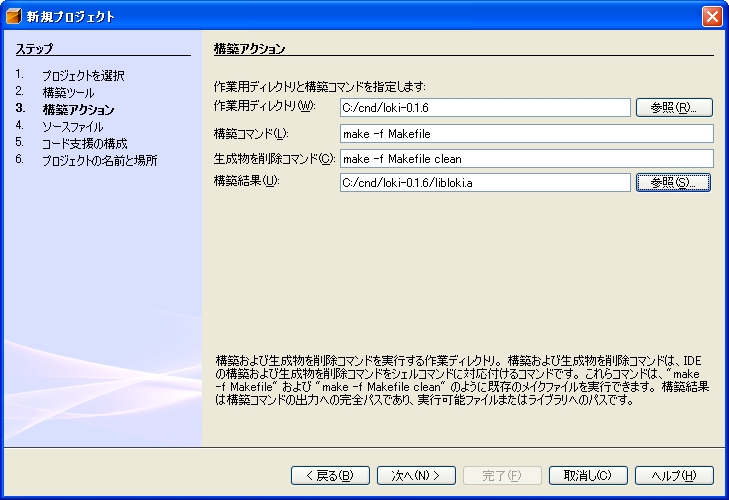 新規プロジェクト
ステップ
1. プロジェクトを選択
2. 構築ツール
3. 構築アクション
4. ソースファイル
5. コード支援の構成
6. プロジェクトの名前と場所
構築アクション
作業用ディレクトリと構築コマンドを指定します:
作業用ディレクトリ(W): C:/cnd/loki-0.1.6 参照(R)...
構築コマンド(L): make -f Makefile
生成物を削除コマンド(C): make -f Makefile clean
構築結果(U): C:/cnd/loki-0.1.6/libloki.a 参照(S)...
構築および生成物を削除コマンドを実行する作業ディレクトリ。構築および生成物を削除コマンドは、IDE
の構築および生成物を削除コマンドをシェルコマンドに対応付けるコマンドです。これらコマンドは、"make
-f Makefile" および "make -f Makefile clean" のように既存のメイクファイルを実行できます。構築結果
は構築コマンドの出力への完全パスであり、実行可能ファイルまたはライブラリへのパスです。
< 戻る(B) 次へ(N) > 完了(F) 取消し(C) ヘルプ(H)